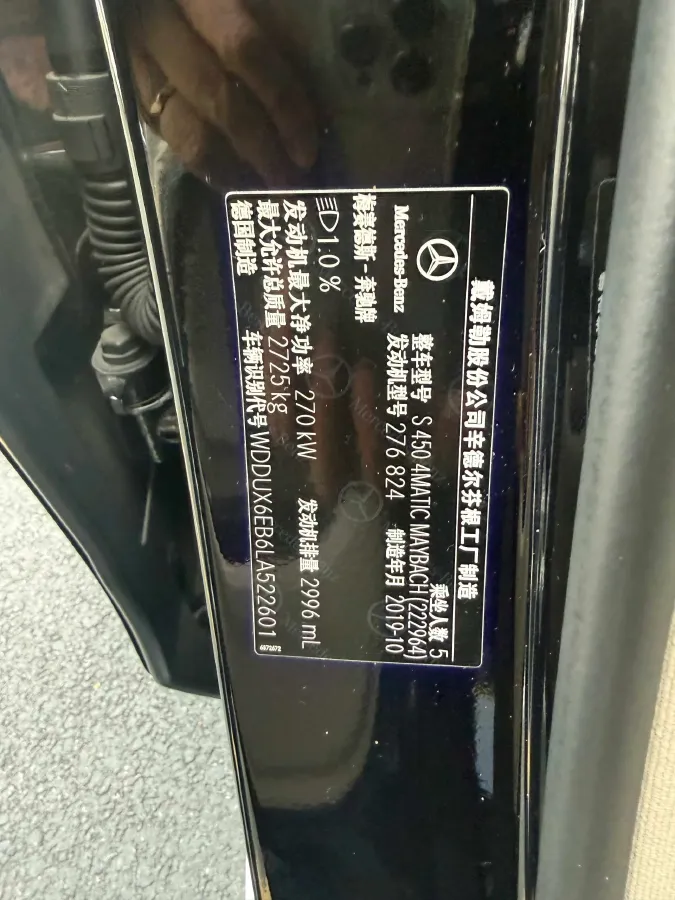 戴姆勒股份公司辛德尔芬根工厂制造
乘坐人数 5
Mercedes-Benz
整车型号 S 450 4MATIC MAYBACH (222964)
梅赛德斯-奔驰牌
发动机型号 276 824 制造年月 2019-10
1.0 %
发动机最大净功率 270 kW 发动机排量 2996 mL
最大允许总质量 2725 kg
德国制造 车辆识别代号 WDDUX6EB6LA522601